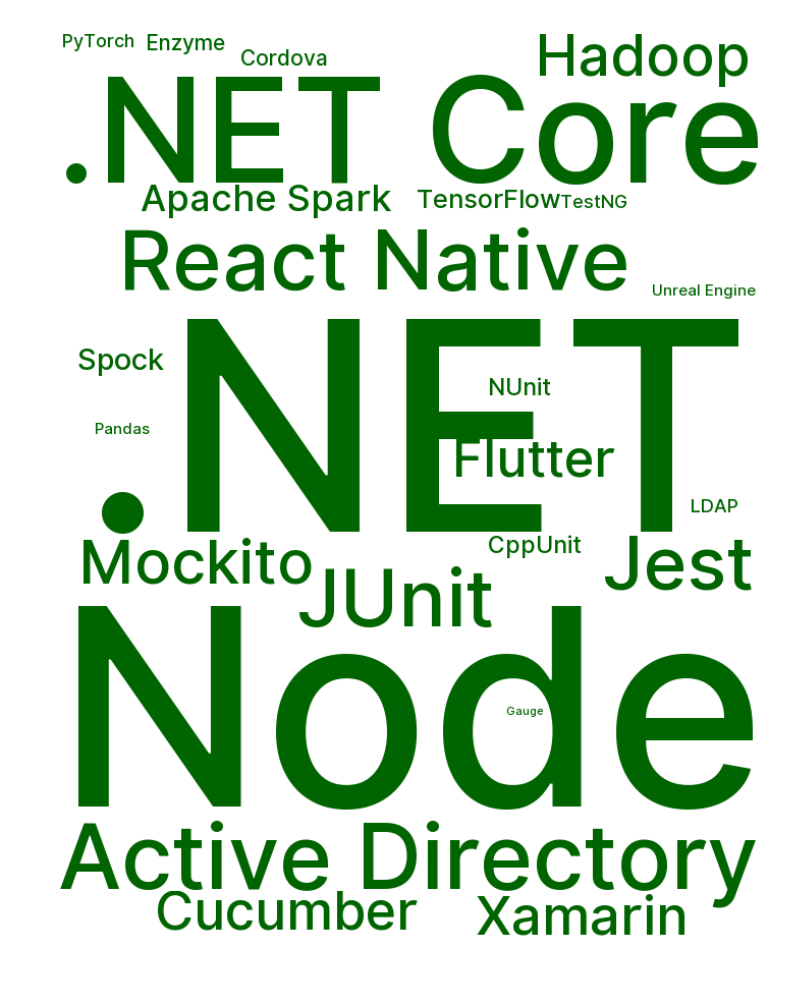 Hadoop
PyTorch
Enzyme
Cordova
.NET Core
Apache Spark
TensorFlow
TestNG
React Native
Unreal Engine
.NET
Spock
NUnit
Pandas
Flutter
LDAP
Mockito
CppUnit
Jest
JUnit
Node
Gauge
Active Directory
Cucumber
Xamarin